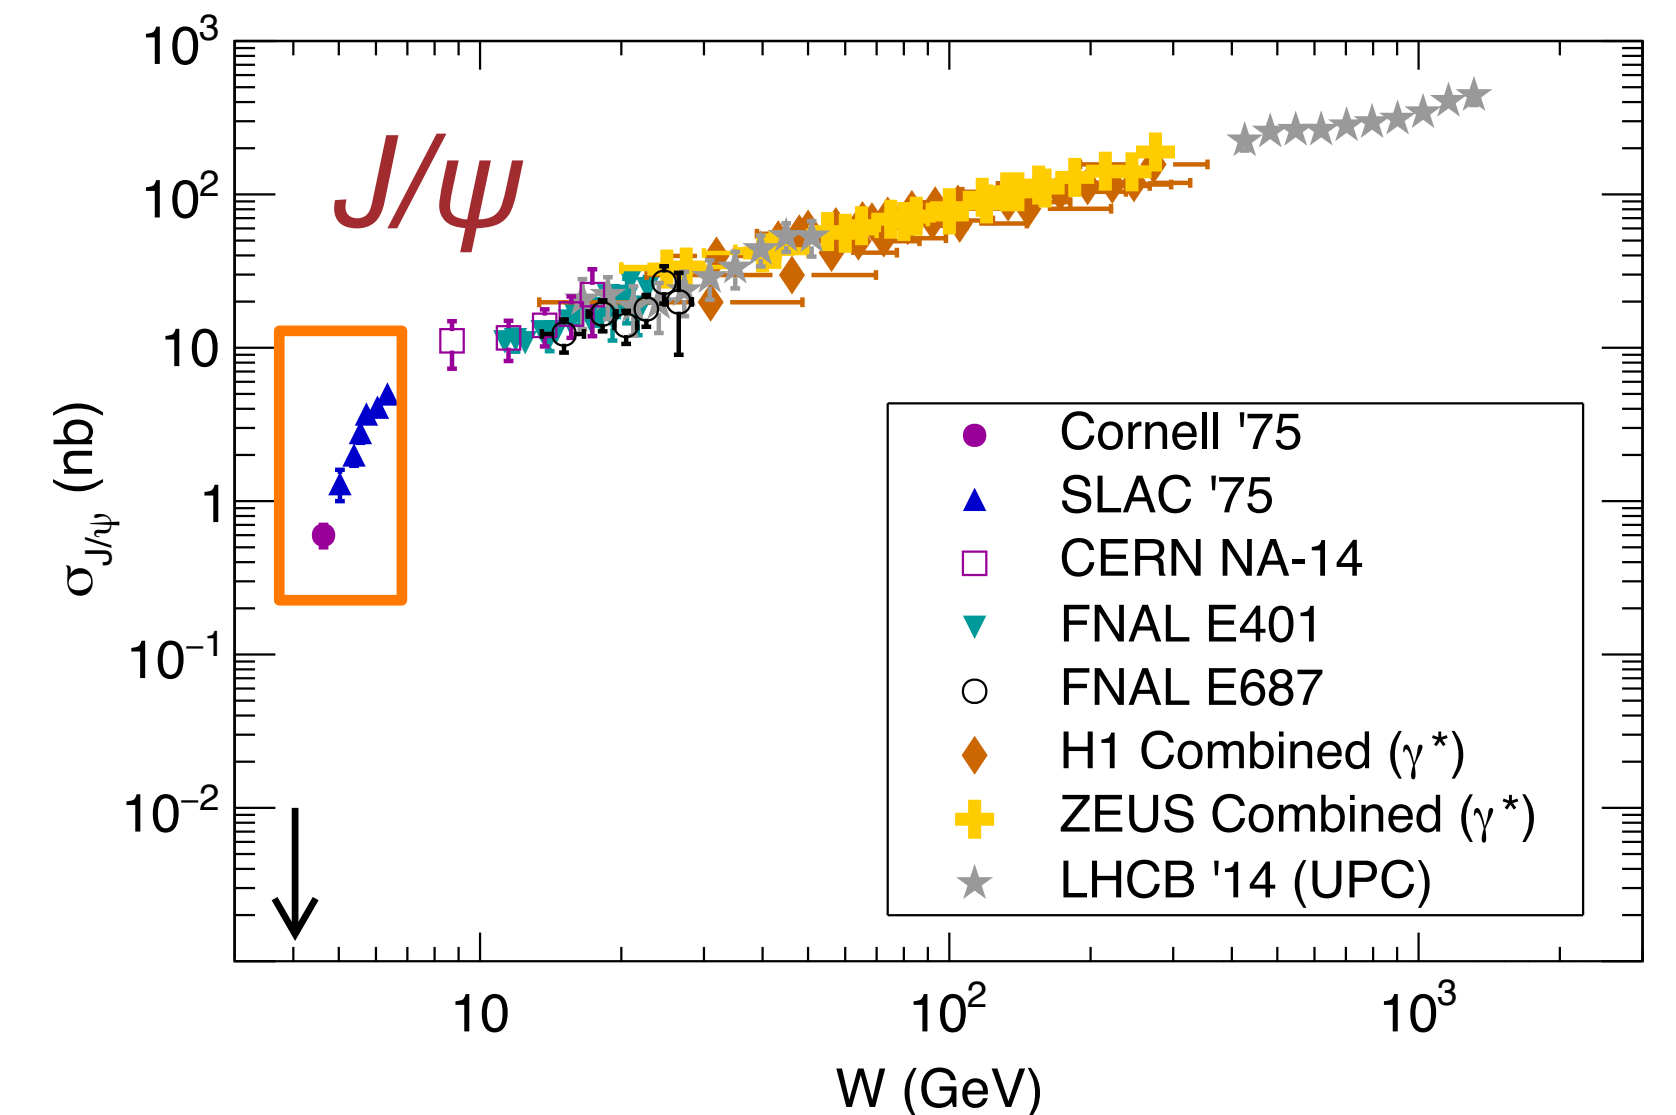 10³
10²
10
1
10⁻¹
10⁻²
σ_J/ψ (nb)
J/ψ
Cornell '75
SLAC '75
CERN NA-14
FNAL E401
FNAL E687
H1 Combined (γ*)
ZEUS Combined (γ*)
LHCB '14 (UPC)
10 10² 10³
W (GeV)